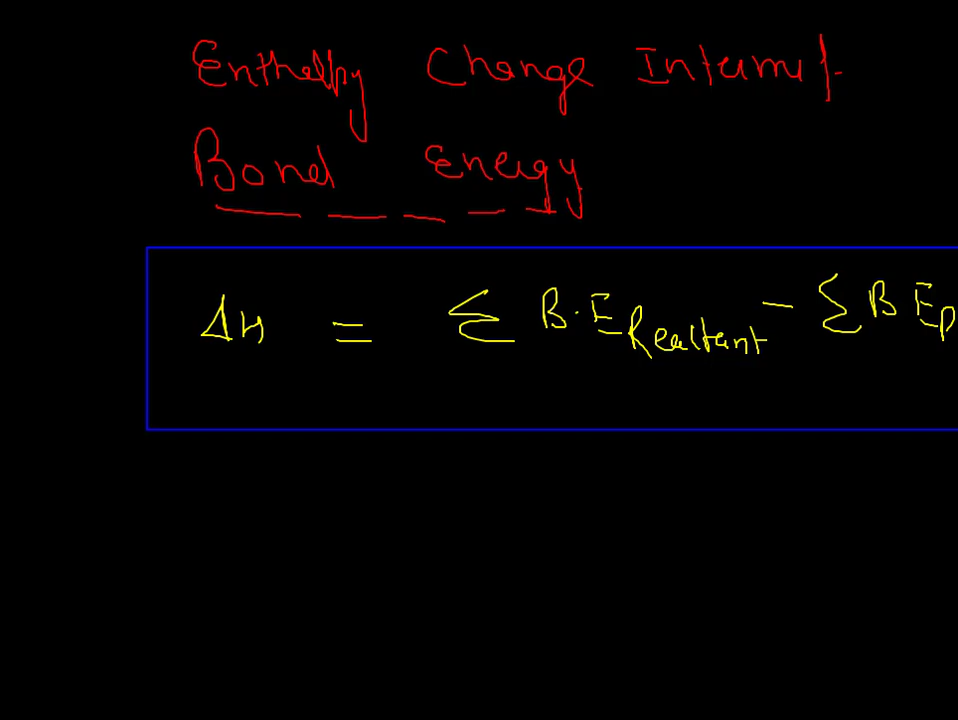 Enthalpy Change In terms of
Bond Energy
ΔH = Σ B.E Reactant - Σ B E P